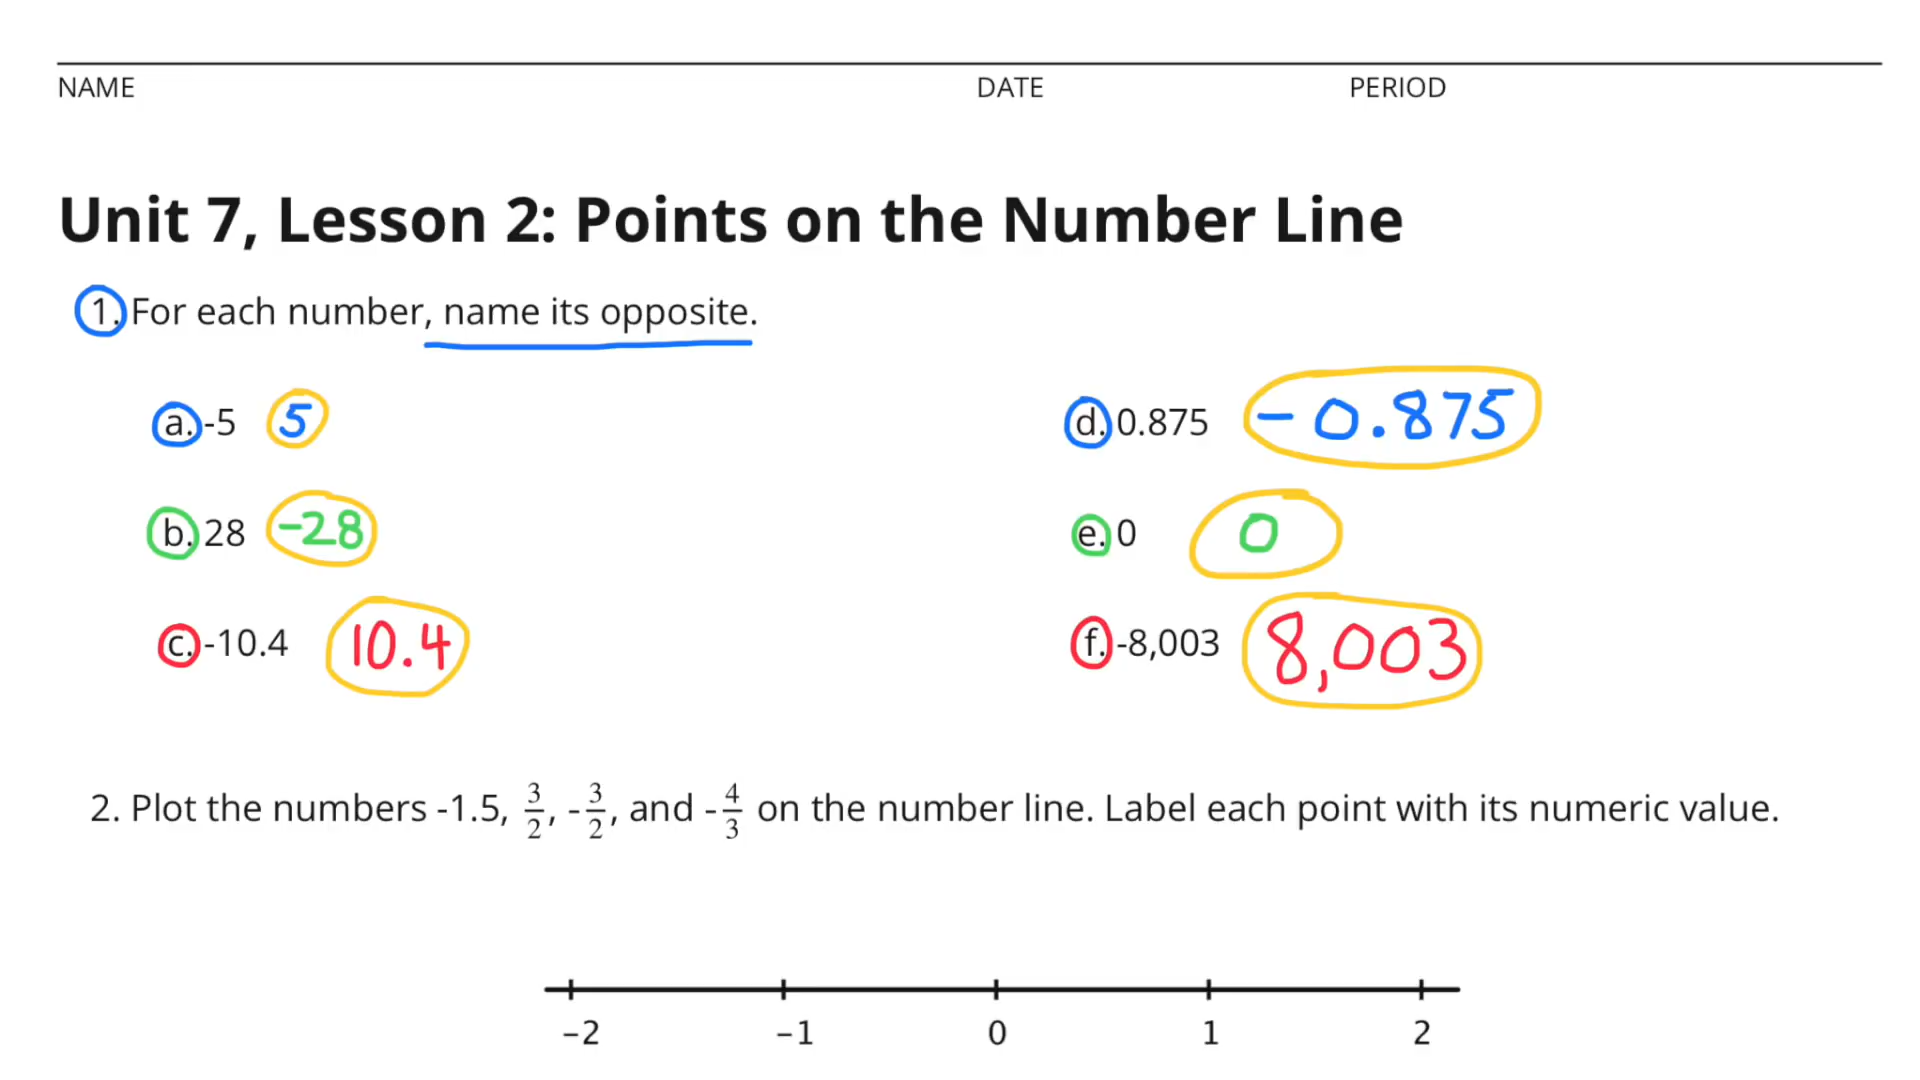 NAME DATE PERIOD
Unit 7, Lesson 2: Points on the Number Line
1. For each number, name its opposite.
a. -5 5 d. 0.875 -0.875
b. 28 -28 e. 0 0
c. -10.4 10.4 f. -8,003 8,003
2. Plot the numbers -1.5, 3/2, -3/2, and -4/3 on the number line. Label each point with its numeric value.
-2 -1 0 1 2